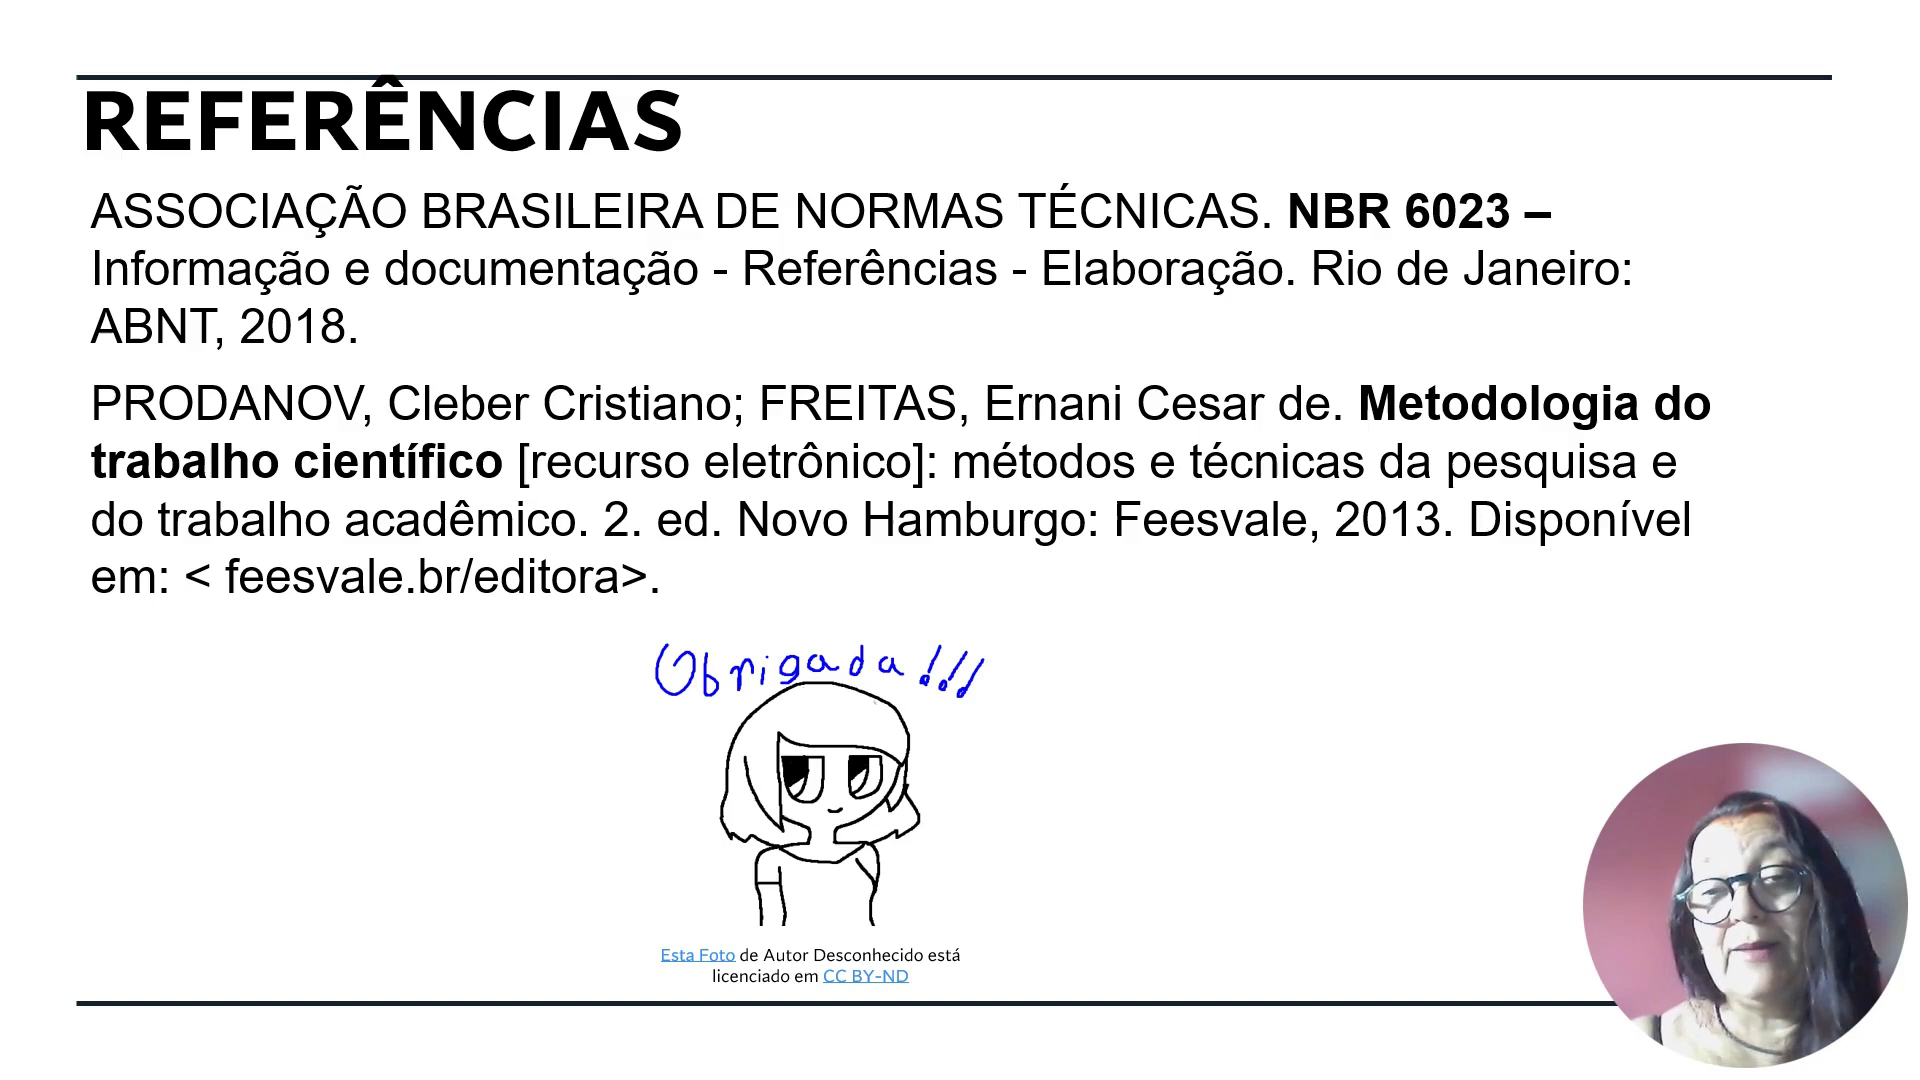 REFERÊNCIAS
ASSOCIAÇÃO BRASILEIRA DE NORMAS TÉCNICAS. NBR 6023 –
Informação e documentação - Referências - Elaboração. Rio de Janeiro:
ABNT, 2018.
PRODANOV, Cleber Cristiano; FREITAS, Ernani Cesar de. Metodologia do
trabalho científico [recurso eletrônico]: métodos e técnicas da pesquisa e
do trabalho acadêmico. 2. ed. Novo Hamburgo: Feesvale, 2013. Disponível
em: < feesvale.br/editora>.
Obrigada!!!
Esta Foto de Autor Desconhecido está
licenciado em CC BY-ND